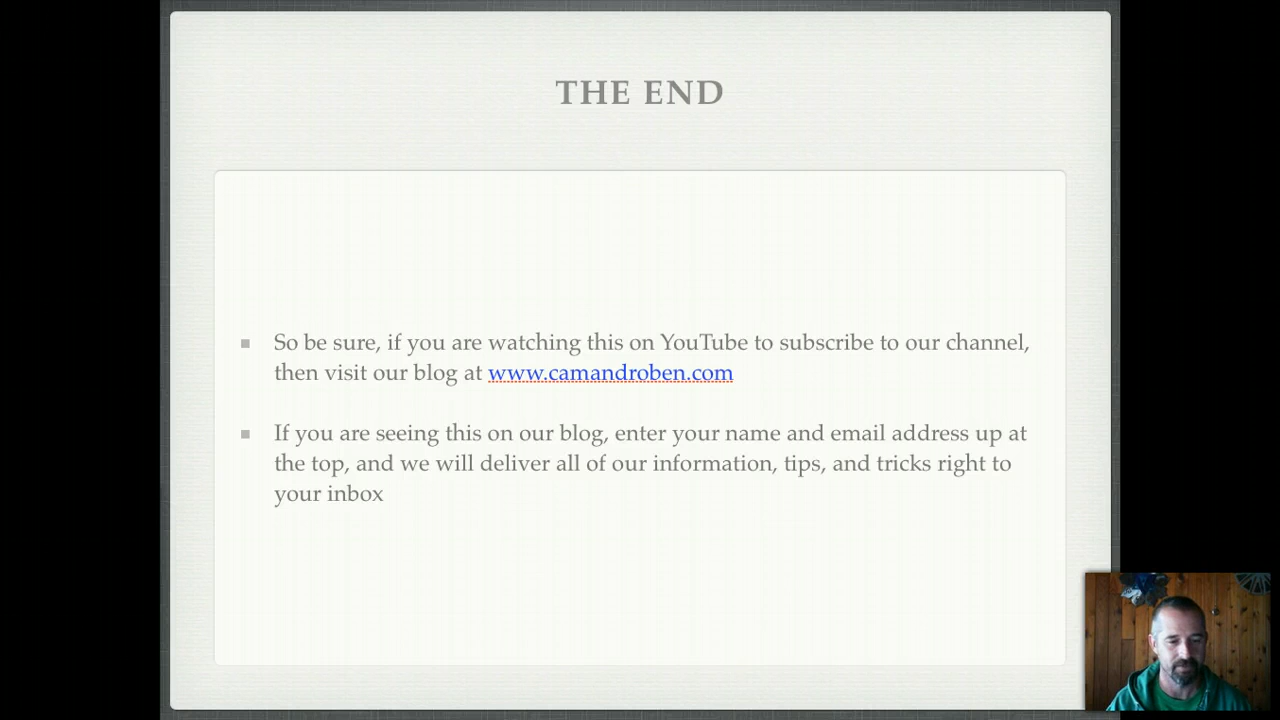 THE END
So be sure, if you are watching this on YouTube to subscribe to our channel,
then visit our blog at www.camandroben.com
If you are seeing this on our blog, enter your name and email address up at
the top, and we will deliver all of our information, tips, and tricks right to
your inbox